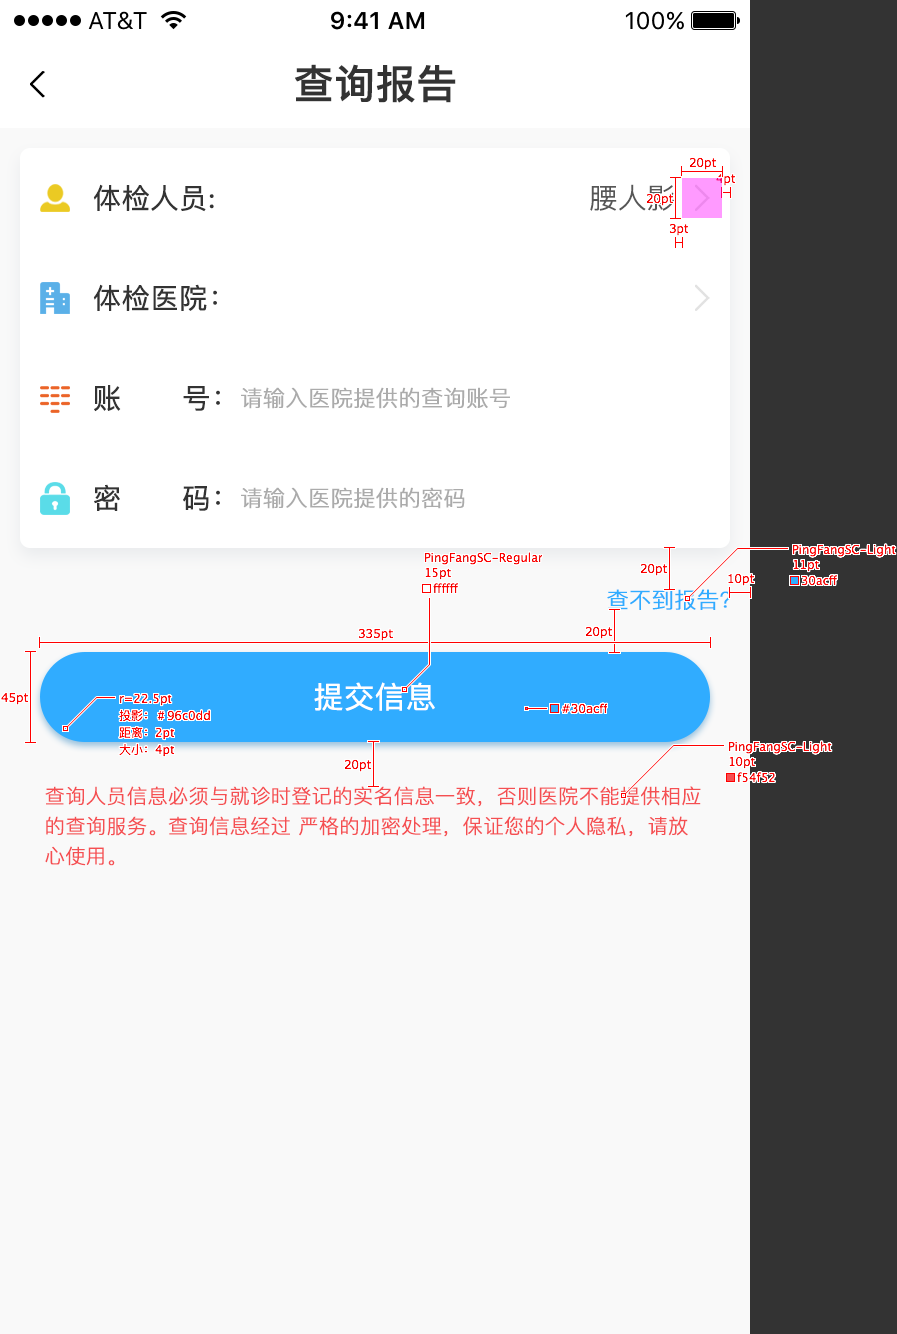 AT&T 9:41 AM 100%
查询报告
20pt
4pt
体检人员: 腰人影
20pt
3pt
体检医院：
账 号： 请输入医院提供的查询账号
密 码： 请输入医院提供的密码
PingFangSC-Regular
15pt
ffffff
PingFangSC-Light
11pt
30acff
20pt
10pt
查不到报告?
20pt
335pt
45pt
提交信息
r=22.5pt
投影：#96c0dd
距离：2pt
大小：4pt
#30acff
20pt
PingFangSC-Light
10pt
f54f52
查询人员信息必须与就诊时登记的实名信息一致，否则医院不能提供相应
的查询服务。查询信息经过 严格的加密处理，保证您的个人隐私，请放
心使用。